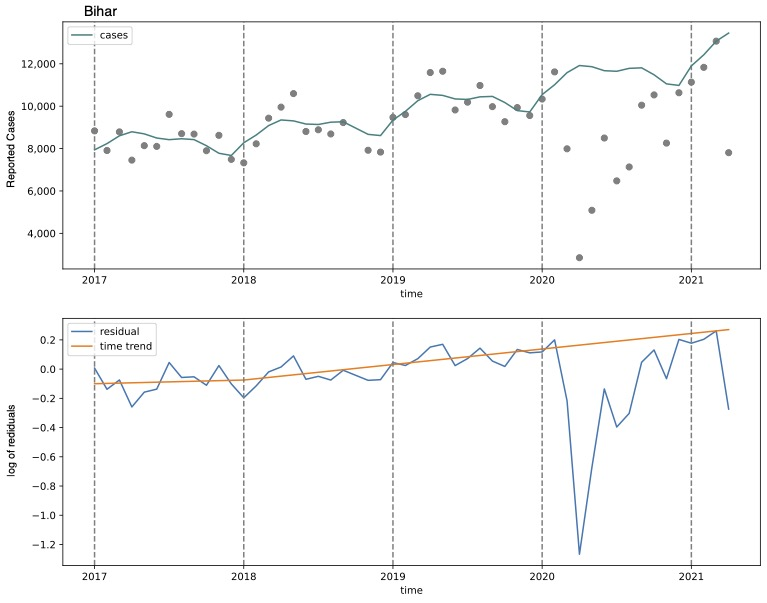 Bihar
cases
12,000
10,000
8,000
6,000
4,000
Reported Cases
2017 2018 2019 2020 2021
time
residual
time trend
0.2
0.0
−0.2
−0.4
−0.6
−0.8
−1.0
−1.2
log of rediduals
2017 2018 2019 2020 2021
time